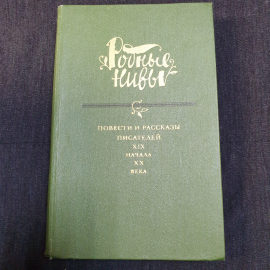 Родные
нивы
ПОВЕСТИ И РАССКАЗЫ
ПИСАТЕЛЕЙ
XIX
НАЧАЛА
XX
ВЕКА